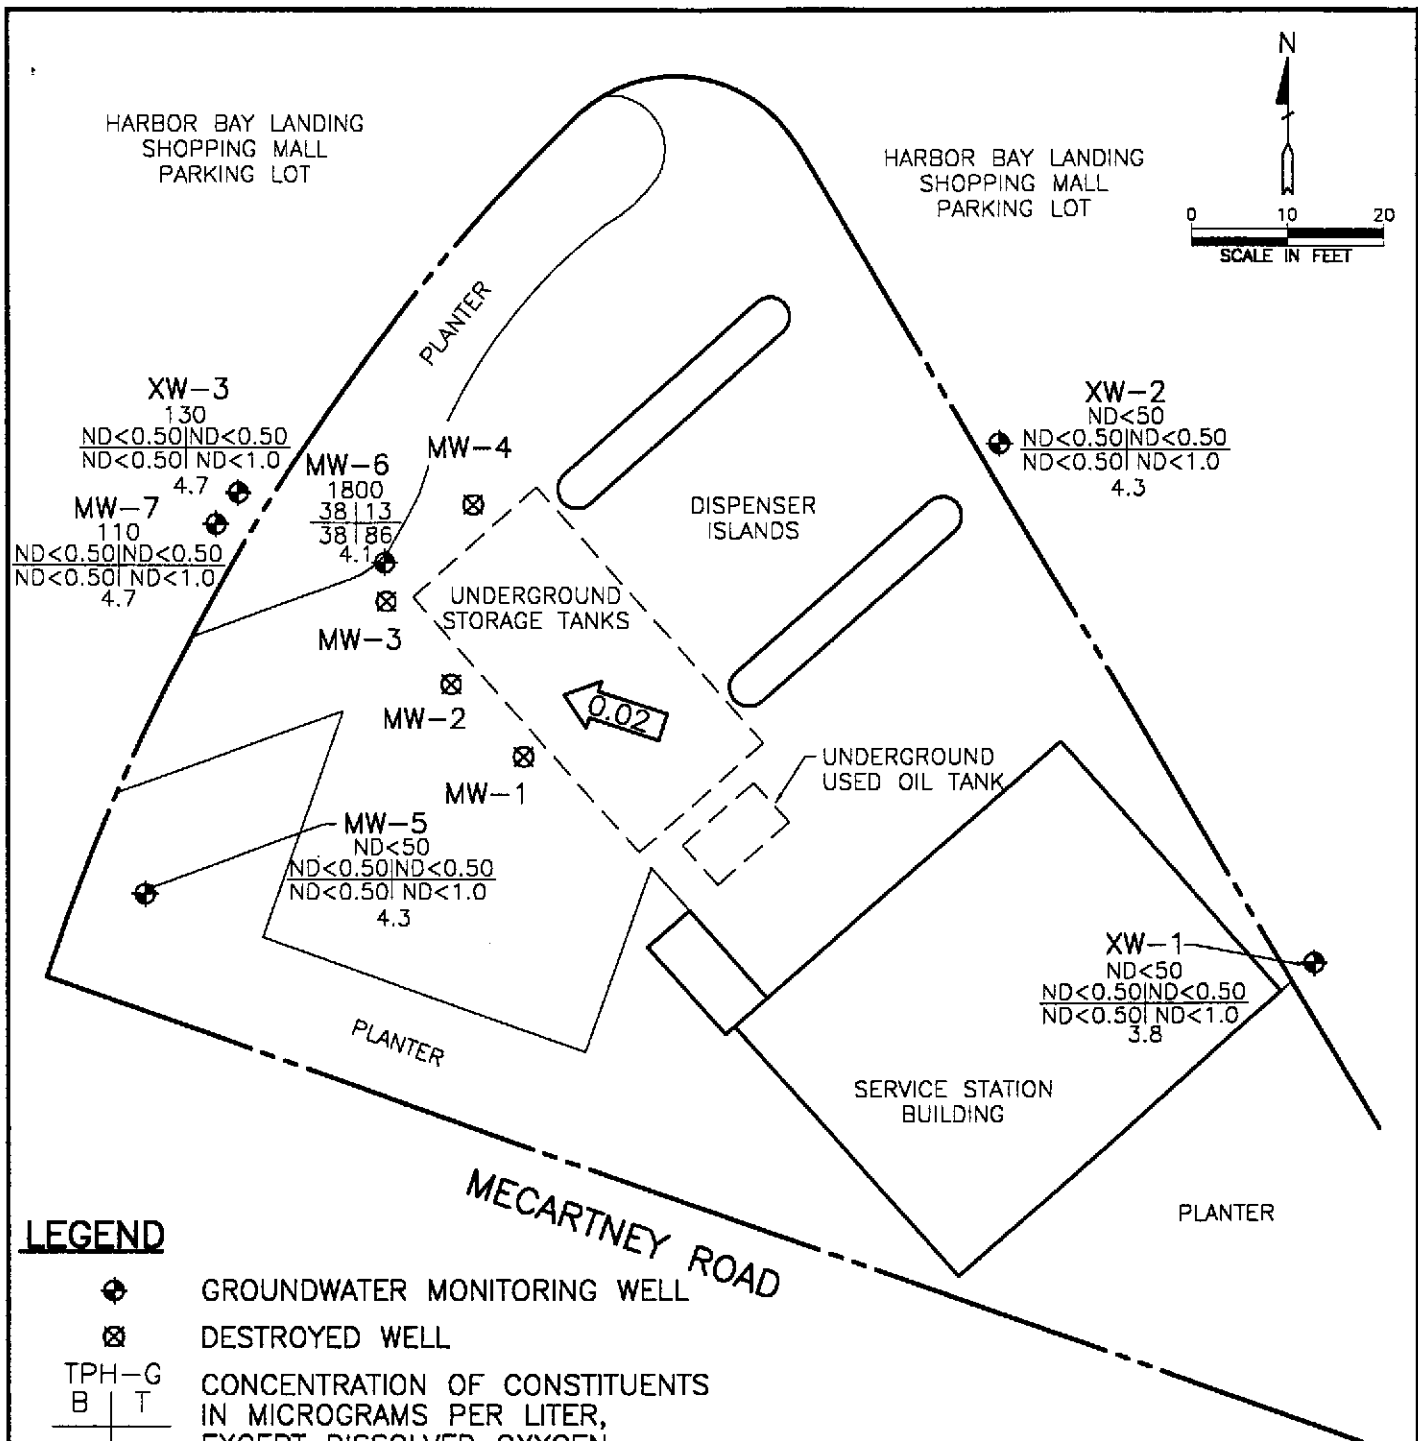 N
HARBOR BAY LANDING
SHOPPING MALL
PARKING LOT
HARBOR BAY LANDING
SHOPPING MALL
PARKING LOT
0 10 20
SCALE IN FEET
PLANTER
XW-3
130
ND<0.50|ND<0.50
ND<0.50|ND<1.0
4.7
XW-2
ND<50
ND<0.50|ND<0.50
ND<0.50|ND<1.0
4.3
MW-4
MW-6
1800
38|13
38|86
4.1
MW-7
110
ND<0.50|ND<0.50
ND<0.50|ND<1.0
4.7
DISPENSER
ISLANDS
UNDERGROUND
STORAGE TANKS
MW-3
MW-2
0.02
MW-1
UNDERGROUND
USED OIL TANK
MW-5
ND<50
ND<0.50|ND<0.50
ND<0.50|ND<1.0
4.3
XW-1
ND<50
ND<0.50|ND<0.50
ND<0.50|ND<1.0
3.8
PLANTER
SERVICE STATION
BUILDING
MECARTNEY ROAD
PLANTER
LEGEND
GROUNDWATER MONITORING WELL
DESTROYED WELL
TPH-G
B | T
CONCENTRATION OF CONSTITUENTS
IN MICROGRAMS PER LITER,
EXCEPT DISSOLVED OXYGEN